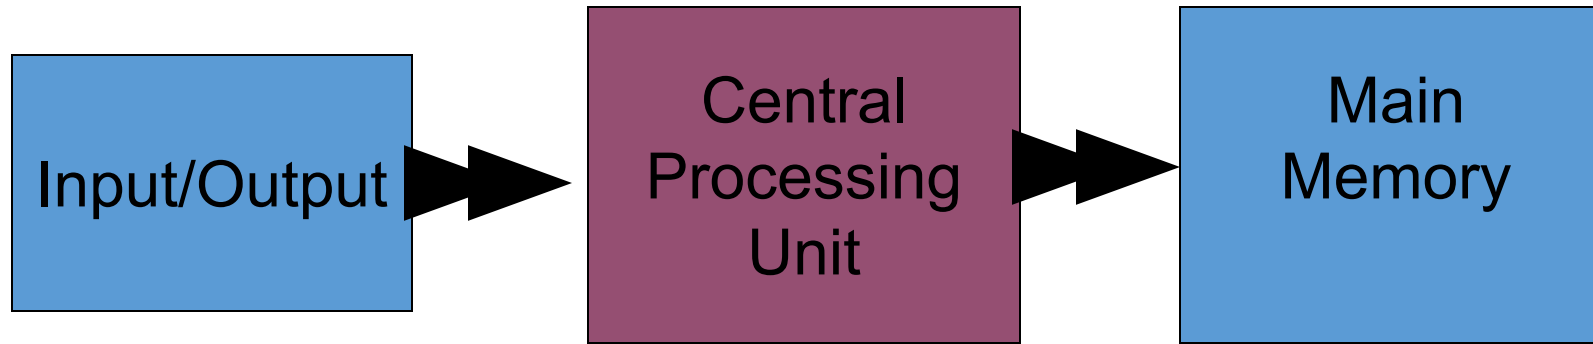 Input/Output
Central
Processing
Unit
Main
Memory